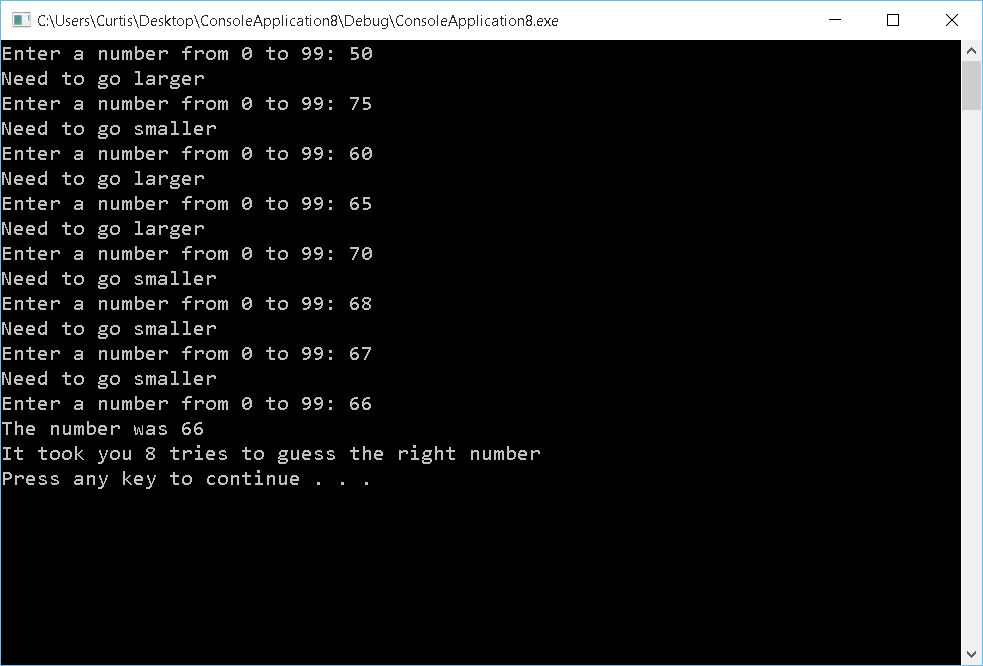 C:\Users\Curtis\Desktop\ConsoleApplication8\Debug\ConsoleApplication8.exe
Enter a number from 0 to 99: 50
Need to go larger
Enter a number from 0 to 99: 75
Need to go smaller
Enter a number from 0 to 99: 60
Need to go larger
Enter a number from 0 to 99: 65
Need to go larger
Enter a number from 0 to 99: 70
Need to go smaller
Enter a number from 0 to 99: 68
Need to go smaller
Enter a number from 0 to 99: 67
Need to go smaller
Enter a number from 0 to 99: 66
The number was 66
It took you 8 tries to guess the right number
Press any key to continue . . .